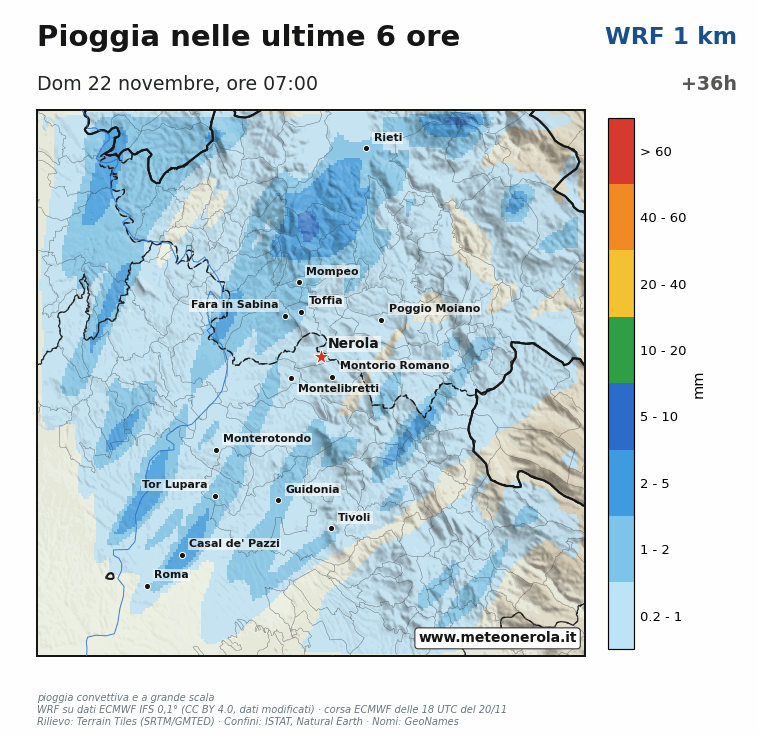 Pioggia nelle ultime 6 ore
WRF 1 km
Dom 22 novembre, ore 07:00
+36h
Rieti
Mompeo
Fara in Sabina
Toffia
Poggio Moiano
Nerola
Montorio Romano
Montelibretti
Monterotondo
Tor Lupara
Guidonia
Tivoli
Casal de' Pazzi
Roma
www.meteonerola.it
> 60
40 - 60
20 - 40
10 - 20
5 - 10
2 - 5
1 - 2
0.2 - 1
mm
pioggia convettiva e a grande scala
WRF su dati ECMWF IFS 0,1° (CC BY 4.0, dati modificati) · corsa ECMWF delle 18 UTC del 20/11
Rilievo: Terrain Tiles (SRTM/GMTED) · Confini: ISTAT, Natural Earth · Nomi: GeoNames